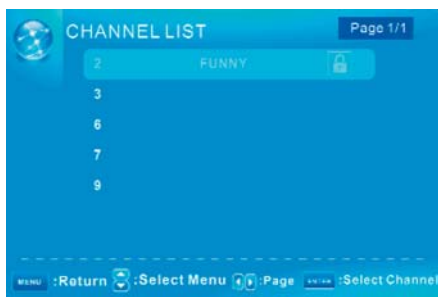 CHANNEL LIST Page 1/1
2 FUNNY
3
6
7
9
MENU :Return :Select Menu :Page ENTER :Select Channel